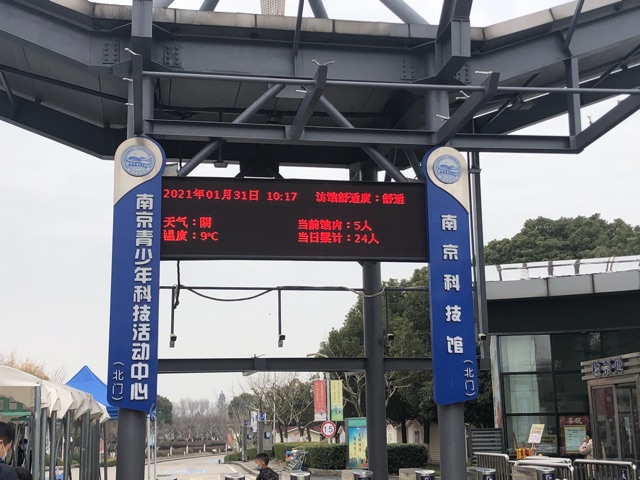 南京青少年科技活动中心
(北门)
2021年01月31日 10:17 访馆舒适度：舒适
天气：阴 当前馆内：5人
温度：9℃ 当日累计：24人
南京科技馆
(北门)
15